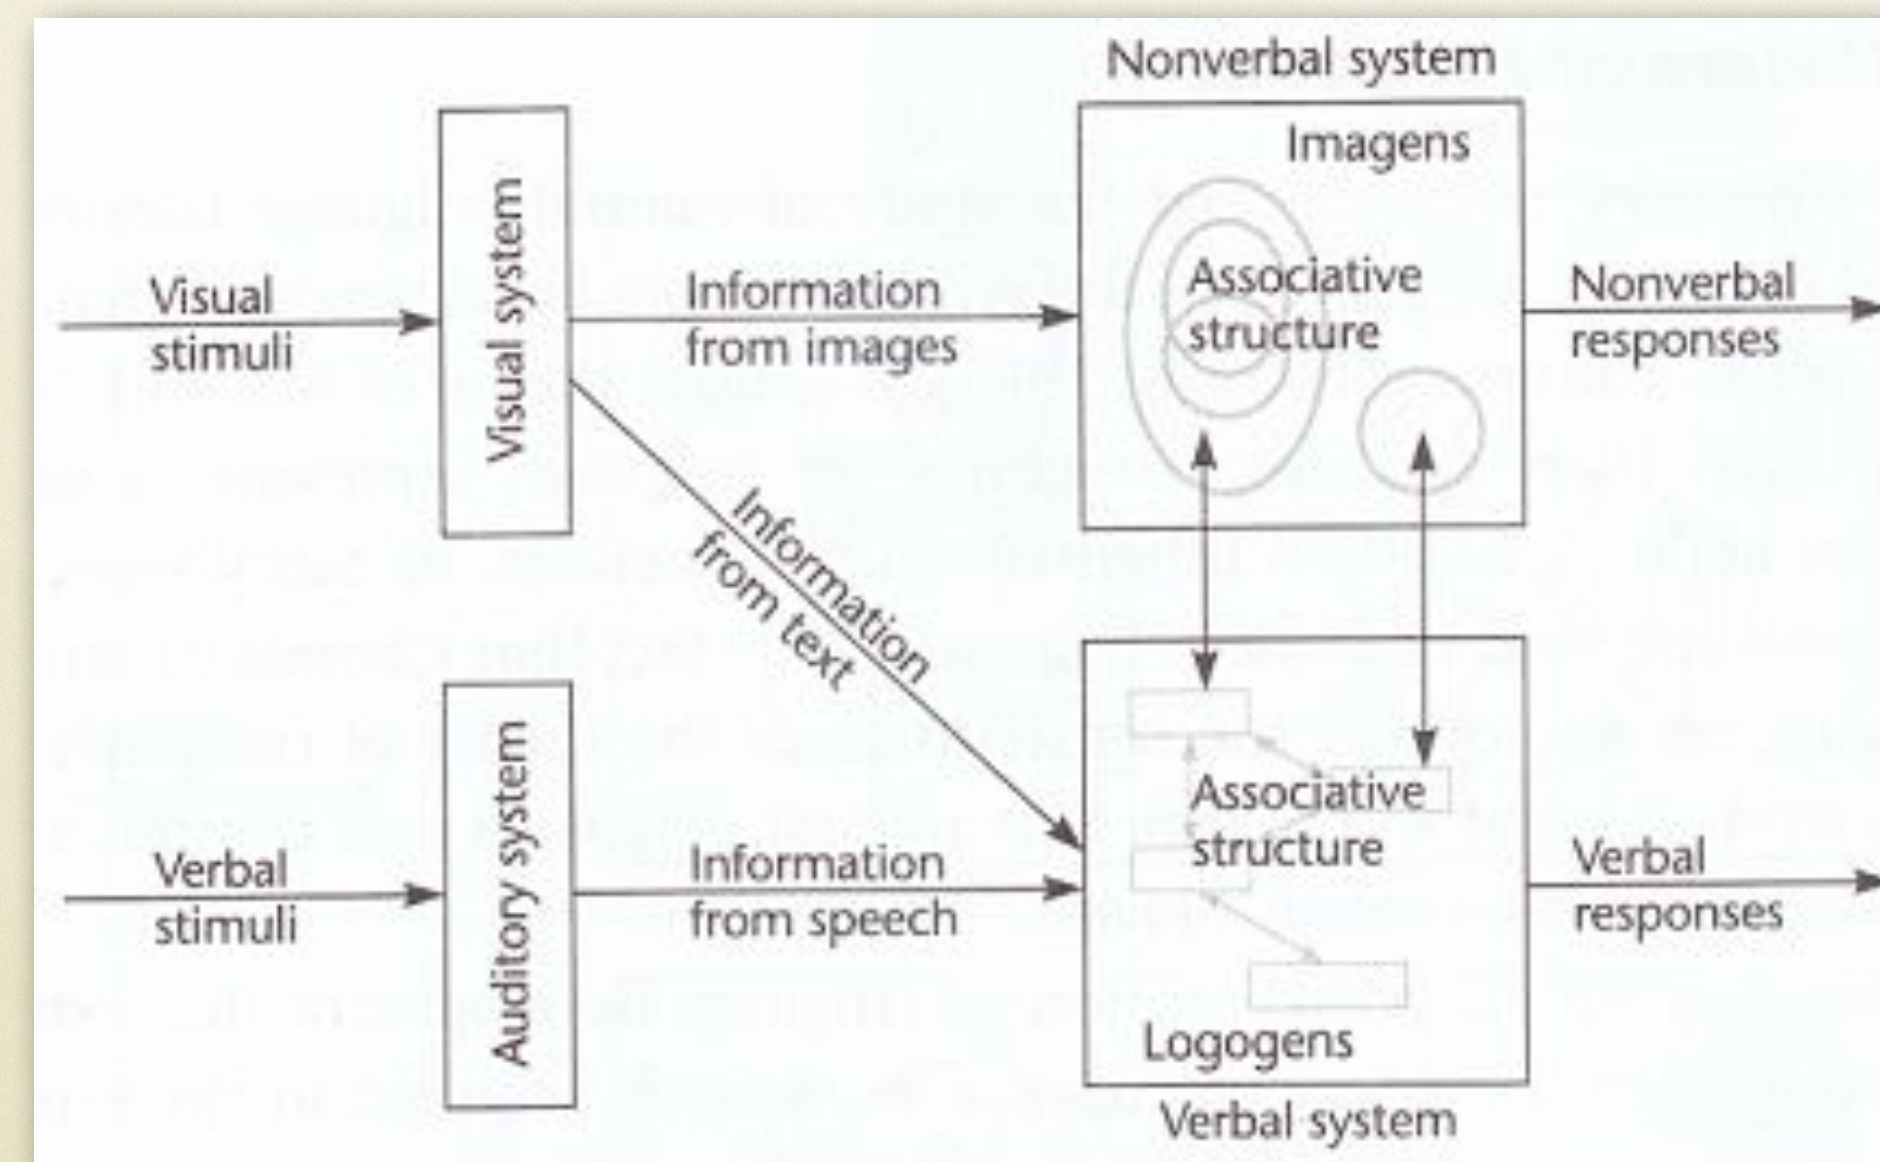 Nonverbal system
Imagens
Visual
stimuli
Visual system
Information
from images
Associative
structure
Nonverbal
responses
Information
from text
Verbal
stimuli
Auditory system
Information
from speech
Associative
structure
Verbal
responses
Logogens
Verbal system